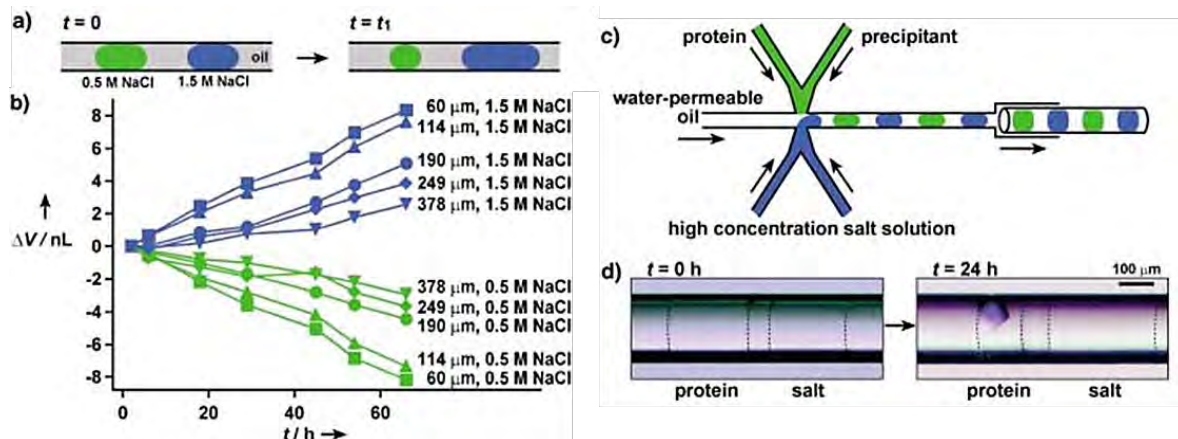 a) t = 0
t = t₁
oil
0.5 M NaCl 1.5 M NaCl
b)
8
6
4
2
0
-2
-4
-6
-8
ΔV / nL
60 μm, 1.5 M NaCl
114 μm, 1.5 M NaCl
190 μm, 1.5 M NaCl
249 μm, 1.5 M NaCl
378 μm, 1.5 M NaCl
378 μm, 0.5 M NaCl
249 μm, 0.5 M NaCl
190 μm, 0.5 M NaCl
114 μm, 0.5 M NaCl
60 μm, 0.5 M NaCl
0 20 40 60
t / h
c)
protein precipitant
water-permeable
oil
high concentration salt solution
d) t = 0 h
t = 24 h
100 μm
protein salt
protein salt